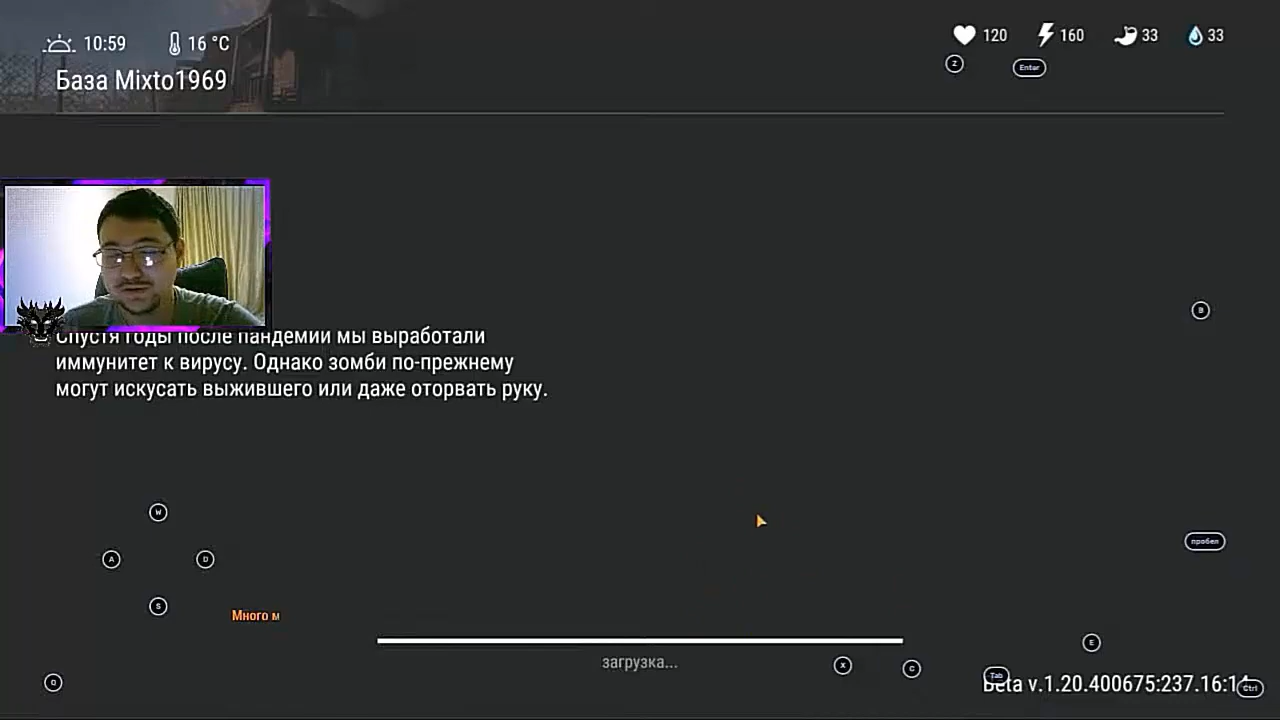 10:59 16 °C
120 160 33 33
Z Enter
База Mixto1969
B
Спустя годы после пандемии мы выработали
иммунитет к вирусу. Однако зомби по-прежнему
могут искусать выжившего или даже оторвать руку.
W
пробел
A D
S
Много м
E
загрузка...
X C Tab
Beta v.1.20.400675:237.16:14
Ctrl